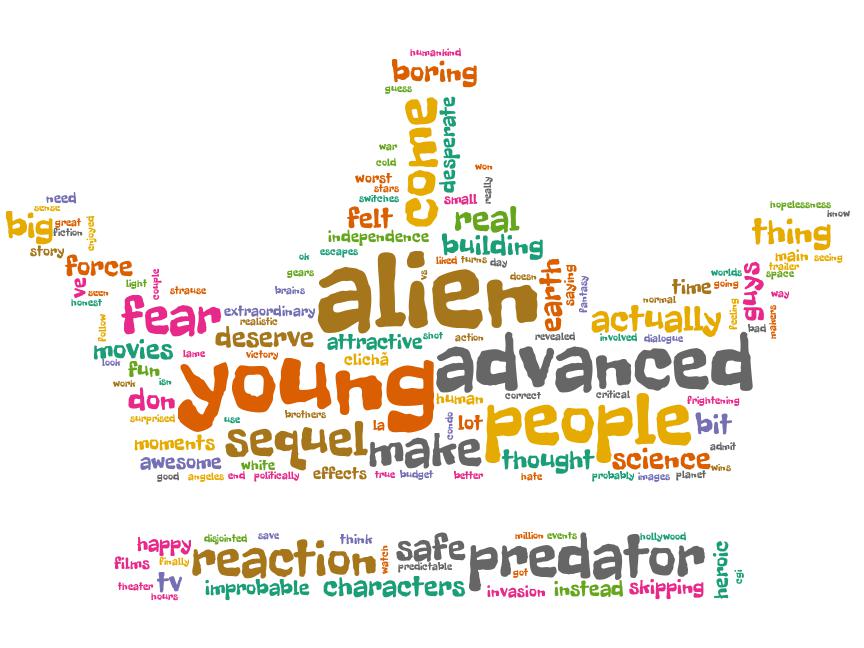 humankind
boring
guess
come
desperate
war
cold
worst
stars
switches
won
really
small
felt
real
independence
building
need
sense
big
great
fiction
enjoyed
story
force
hopelessness
know
thing
main
seeing
trailer
space
worlds
ok
escapes
liked
turns
day
vs
gears
brains
alien
doesn
earth
saying
fantasy
time
going
guys
way
makers
bad
feeling
normal
actually
involved
dialogue
light
couple
ve
seen
honest
strause
fear
extraordinary
realistic
deserve
attractive
shot
action
revealed
follow
movies
look
lame
victory
clichã
fun
work
isn
young
advanced
don
surprised
use
brothers
la
human
correct
critical
frightening
condo
lot
people
bit
moments
sequel
make
thought
science
admit
wins
awesome
white
good
angeles
end
politically
effects
true
budget
better
hate
probably
images
planet
happy
disjointed
save
think
films
finally
reaction
watch
safe
predictable
predator
million
events
hollywood
got
heroic
cgi
theater
tv
hours
improbable
characters
invasion
instead
skipping